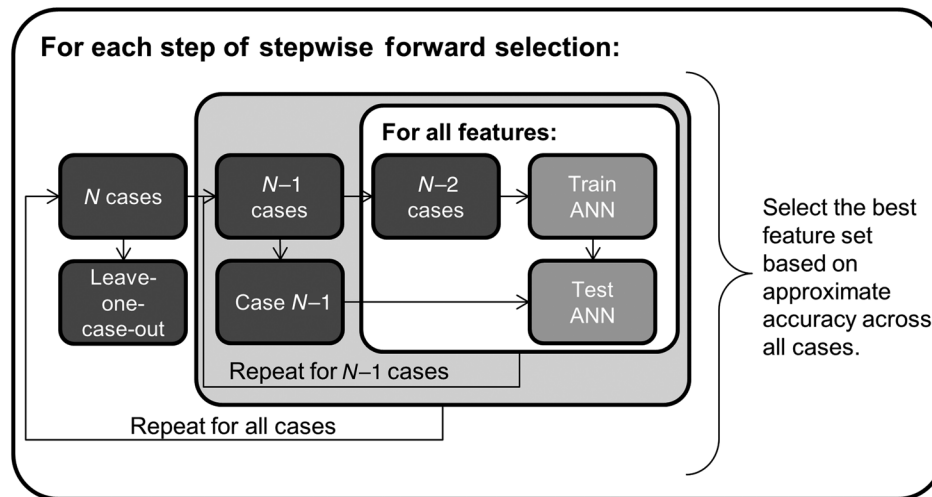 For each step of stepwise forward selection:
For all features:
N cases
N–1
cases
N–2
cases
Train
ANN
Leave-
one-
case-out
Case N–1
Test
ANN
Repeat for N–1 cases
Repeat for all cases
Select the best
feature set
based on
approximate
accuracy across
all cases.